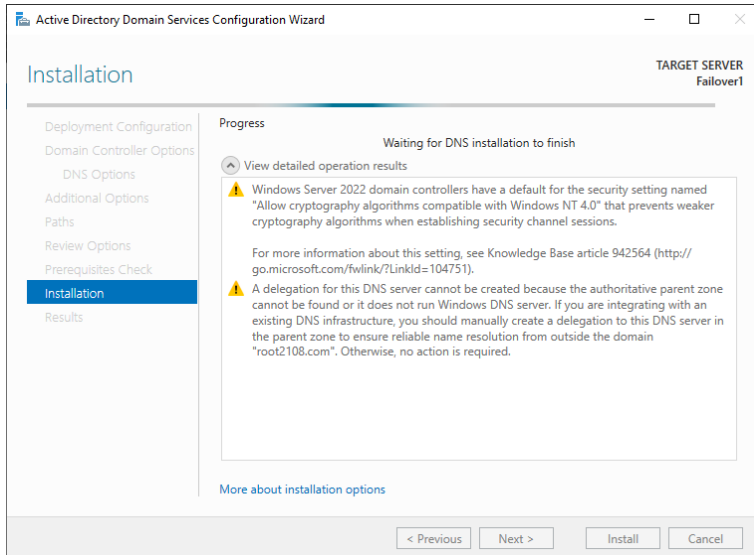 Active Directory Domain Services Configuration Wizard
Installation
TARGET SERVER
Failover1
Deployment Configuration
Domain Controller Options
DNS Options
Additional Options
Paths
Review Options
Prerequisites Check
Installation
Results
Progress
Waiting for DNS installation to finish
View detailed operation results
Windows Server 2022 domain controllers have a default for the security setting named
"Allow cryptography algorithms compatible with Windows NT 4.0" that prevents weaker
cryptography algorithms when establishing security channel sessions.
For more information about this setting, see Knowledge Base article 942564 (http://
go.microsoft.com/fwlink/?LinkId=104751).
A delegation for this DNS server cannot be created because the authoritative parent zone
cannot be found or it does not run Windows DNS server. If you are integrating with an
existing DNS infrastructure, you should manually create a delegation to this DNS server in
the parent zone to ensure reliable name resolution from outside the domain
"root2108.com". Otherwise, no action is required.
More about installation options
< Previous
Next >
Install
Cancel